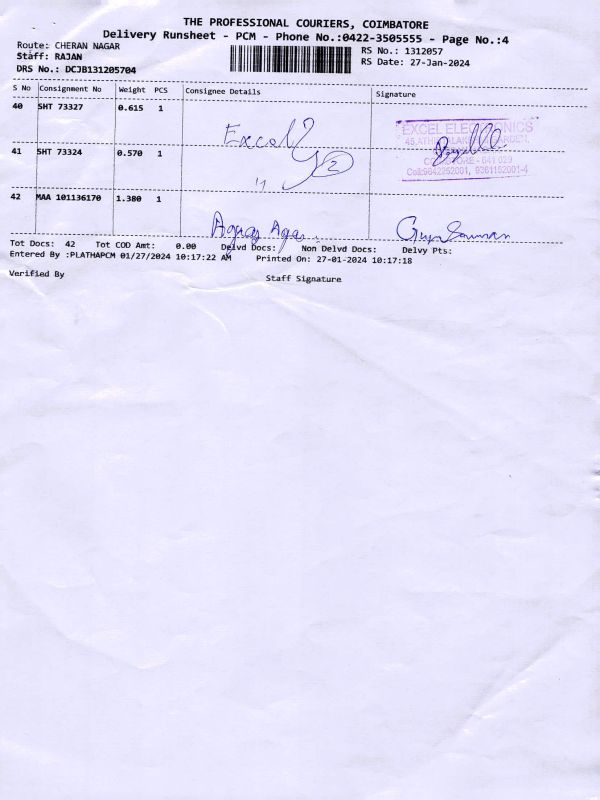 THE PROFESSIONAL COURIERS, COIMBATORE
Delivery Runsheet - PCM - Phone No.:0422-3505555 - Page No.:4
Route: CHERAN NAGAR
Staff: RAJAN
DRS No.: DCJB131205704
RS No.: 1312057
RS Date: 27-Jan-2024
S No Consignment No Weight PCS Consignee Details Signature
40 SHT 73327 0.615 1
Excel
EXCEL ELECTRONICS
41 SHT 73324 0.570 1
2
COIMBATORE - 641 029
"
42 MAA 101136170 1.380 1
Tot Docs: 42 Tot COD Amt: 0.00 Delvd Docs: Non Delvd Docs: Delvy Pts:
Entered By :PLATHAPCM 01/27/2024 10:17:22 AM Printed On: 27-01-2024 10:17:18
Verified By
Staff Signature